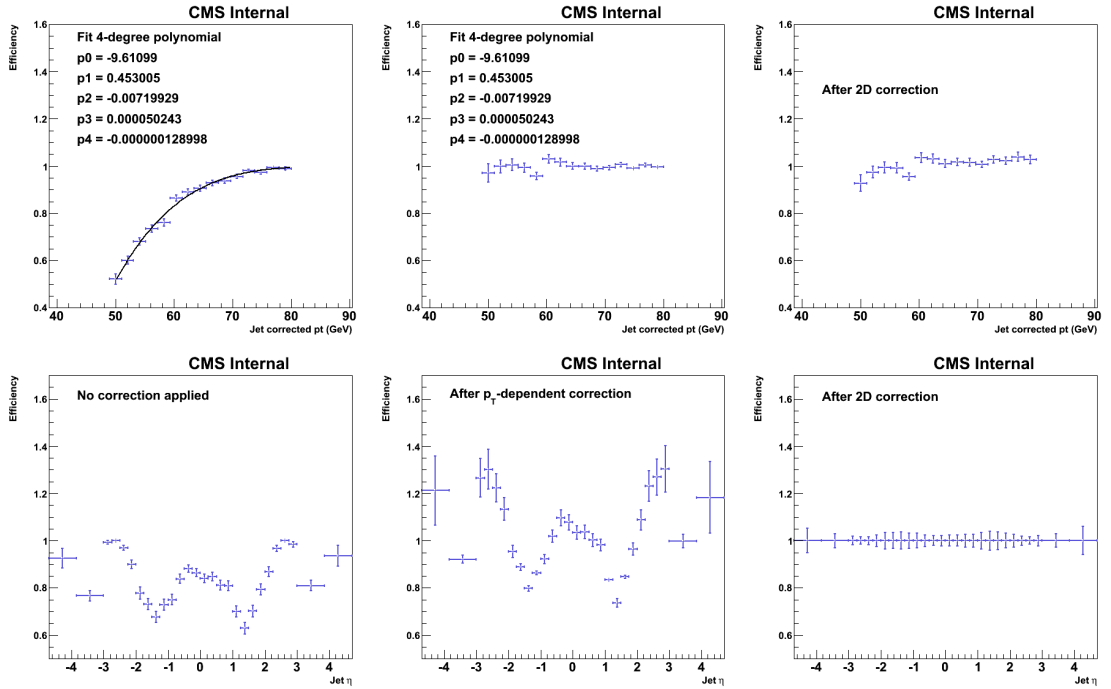 CMS Internal
Efficiency
1.6
1.4
1.2
1
0.8
0.6
0.4
Fit 4-degree polynomial
p0 = -9.61099
p1 = 0.453005
p2 = -0.00719929
p3 = 0.000050243
p4 = -0.000000128998
40 50 60 70 80 90
Jet corrected pt (GeV)
CMS Internal
Efficiency
1.6
1.4
1.2
1
0.8
0.6
0.4
Fit 4-degree polynomial
p0 = -9.61099
p1 = 0.453005
p2 = -0.00719929
p3 = 0.000050243
p4 = -0.000000128998
40 50 60 70 80 90
Jet corrected pt (GeV)
CMS Internal
Efficiency
1.6
1.4
1.2
1
0.8
0.6
0.4
After 2D correction
40 50 60 70 80 90
Jet corrected pt (GeV)
CMS Internal
Efficiency
1.6
1.4
1.2
1
0.8
0.6
No correction applied
-4 -3 -2 -1 0 1 2 3 4
Jet η
CMS Internal
Efficiency
1.6
1.4
1.2
1
0.8
0.6
After pT-dependent correction
-4 -3 -2 -1 0 1 2 3 4
Jet η
CMS Internal
Efficiency
1.6
1.4
1.2
1
0.8
0.6
After 2D correction
-4 -3 -2 -1 0 1 2 3 4
Jet η